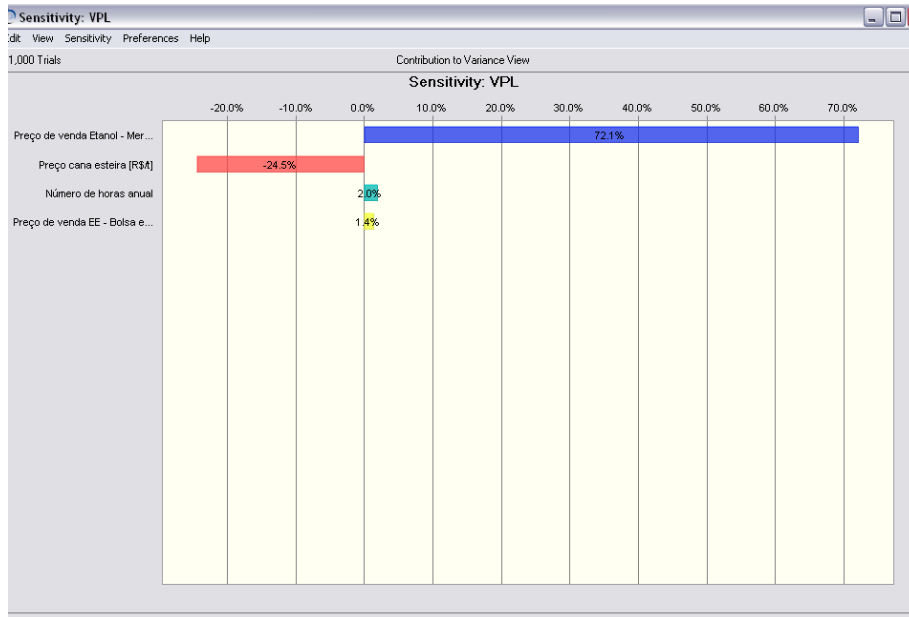 Sensitivity: VPL
Edit View Sensitivity Preferences Help
1,000 Trials Contribution to Variance View
Sensitivity: VPL
-20.0% -10.0% 0.0% 10.0% 20.0% 30.0% 40.0% 50.0% 60.0% 70.0%
Preço de venda Etanol - Mer... 72.1%
Preço cana esteira [R$/t] -24.5%
Número de horas anual 2.0%
Preço de venda EE - Bolsa e... 1.4%